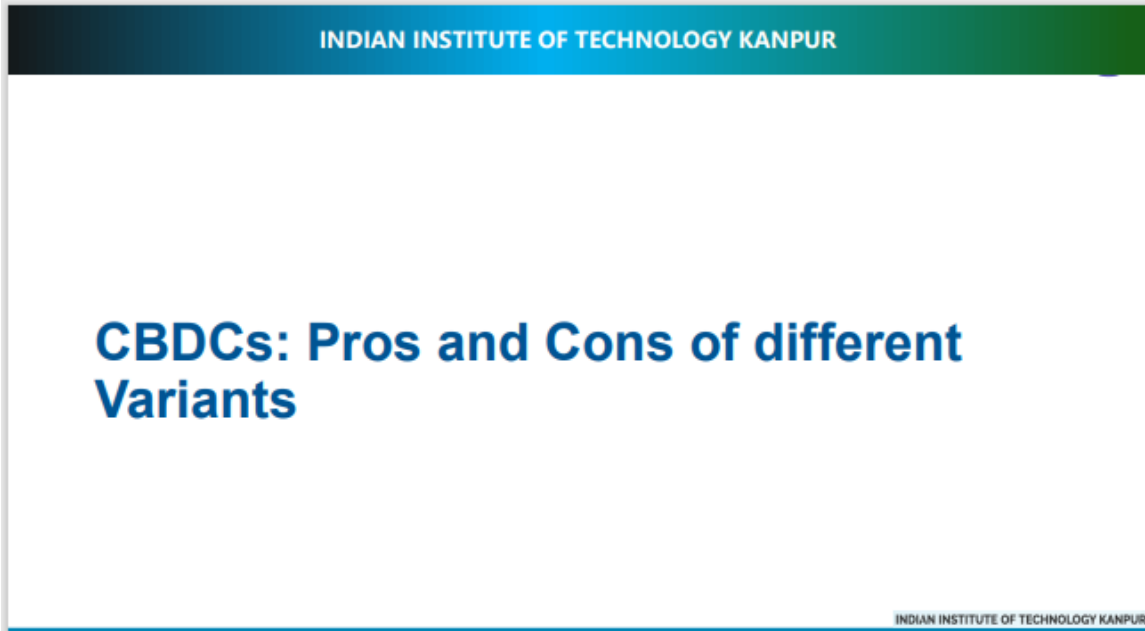 INDIAN INSTITUTE OF TECHNOLOGY KANPUR
CBDCs: Pros and Cons of different
Variants
INDIAN INSTITUTE OF TECHNOLOGY KANPUR